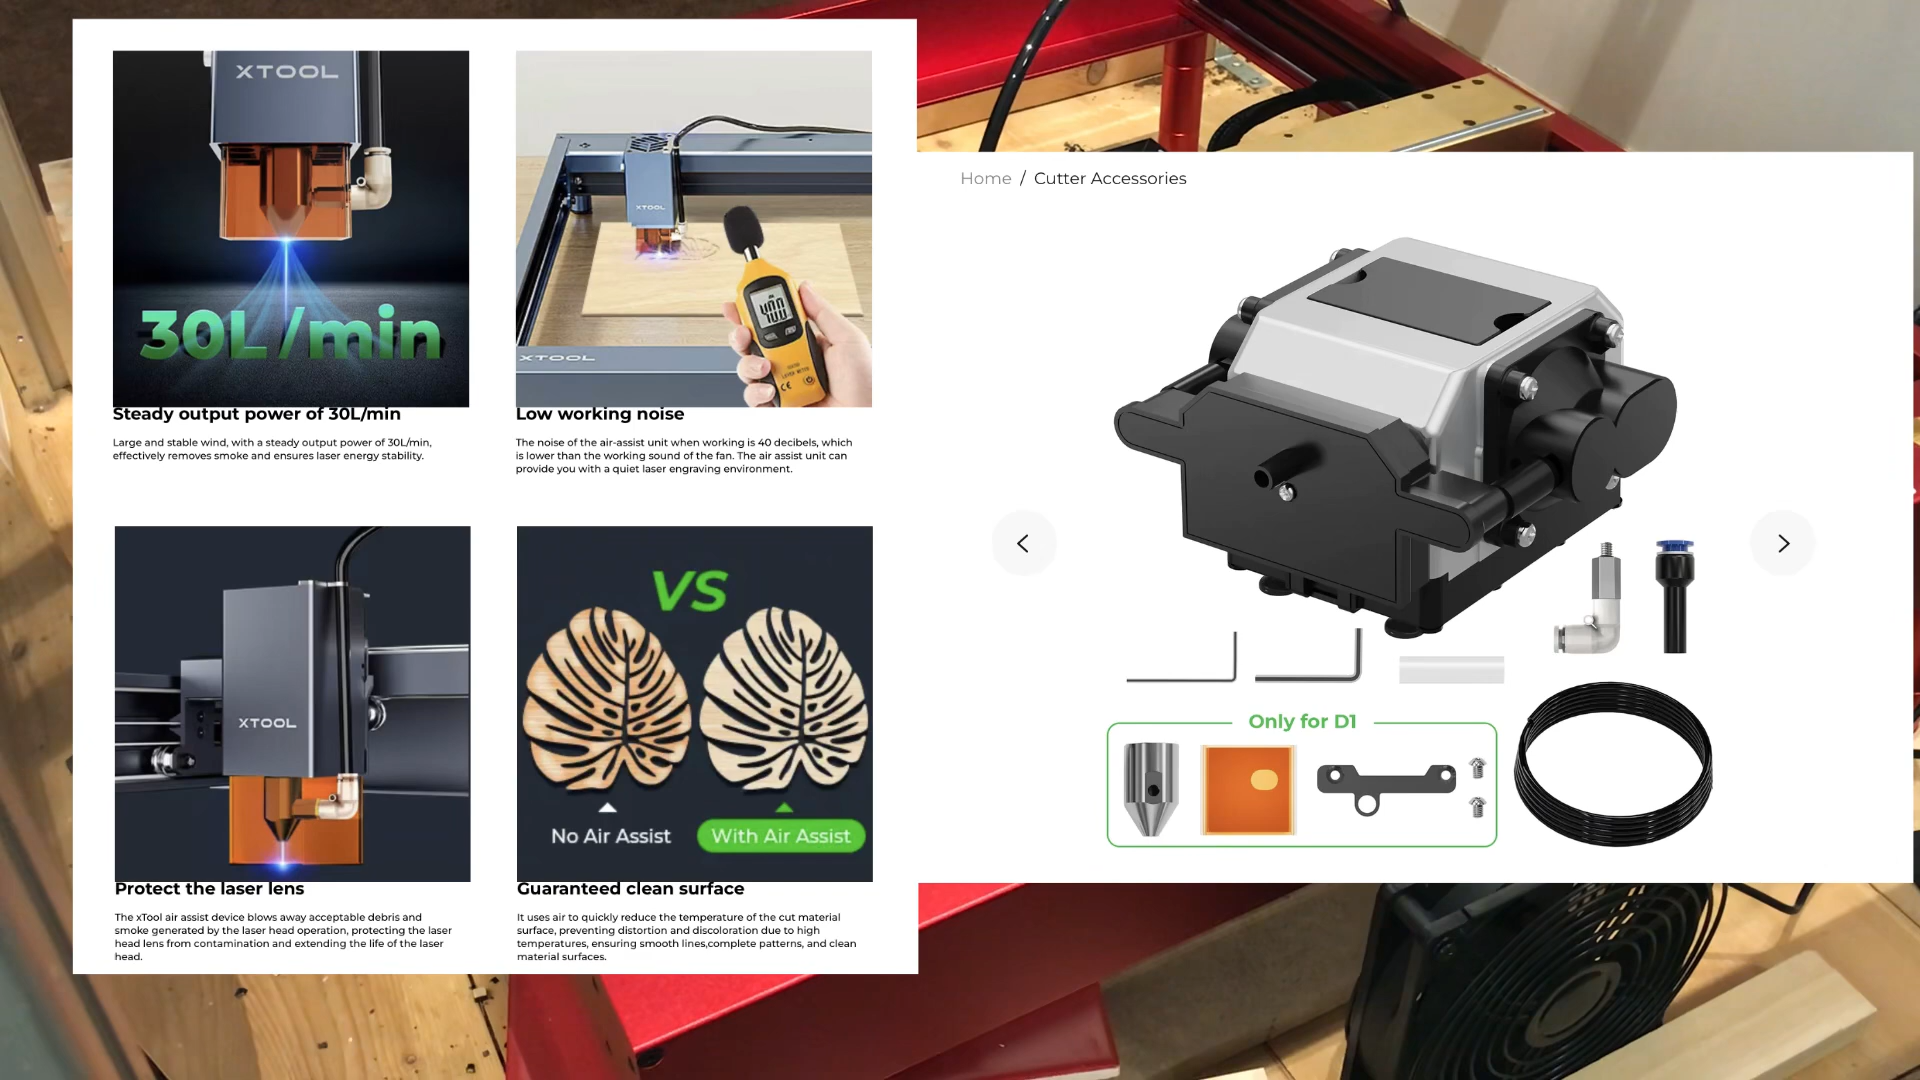 XTOOL
30L/min
Steady output power of 30L/min
Large and stable wind, with a steady output power of 30L/min,
effectively removes smoke and ensures laser energy stability.
XTOOL
40.0
XTOOL
Low working noise
The noise of the air-assist unit when working is 40 decibels, which
is lower than the working sound of the fan. The air assist unit can
provide you with a quiet laser engraving environment.
XTOOL
Protect the laser lens
The xTool air assist device blows away acceptable debris and
smoke generated by the laser head operation, protecting the laser
head lens from contamination and extending the life of the laser
head.
VS
No Air Assist
With Air Assist
Guaranteed clean surface
It uses air to quickly reduce the temperature of the cut material
surface, preventing distortion and discoloration due to high
temperatures, ensuring smooth lines,complete patterns, and clean
material surfaces.
Home / Cutter Accessories
Only for D1